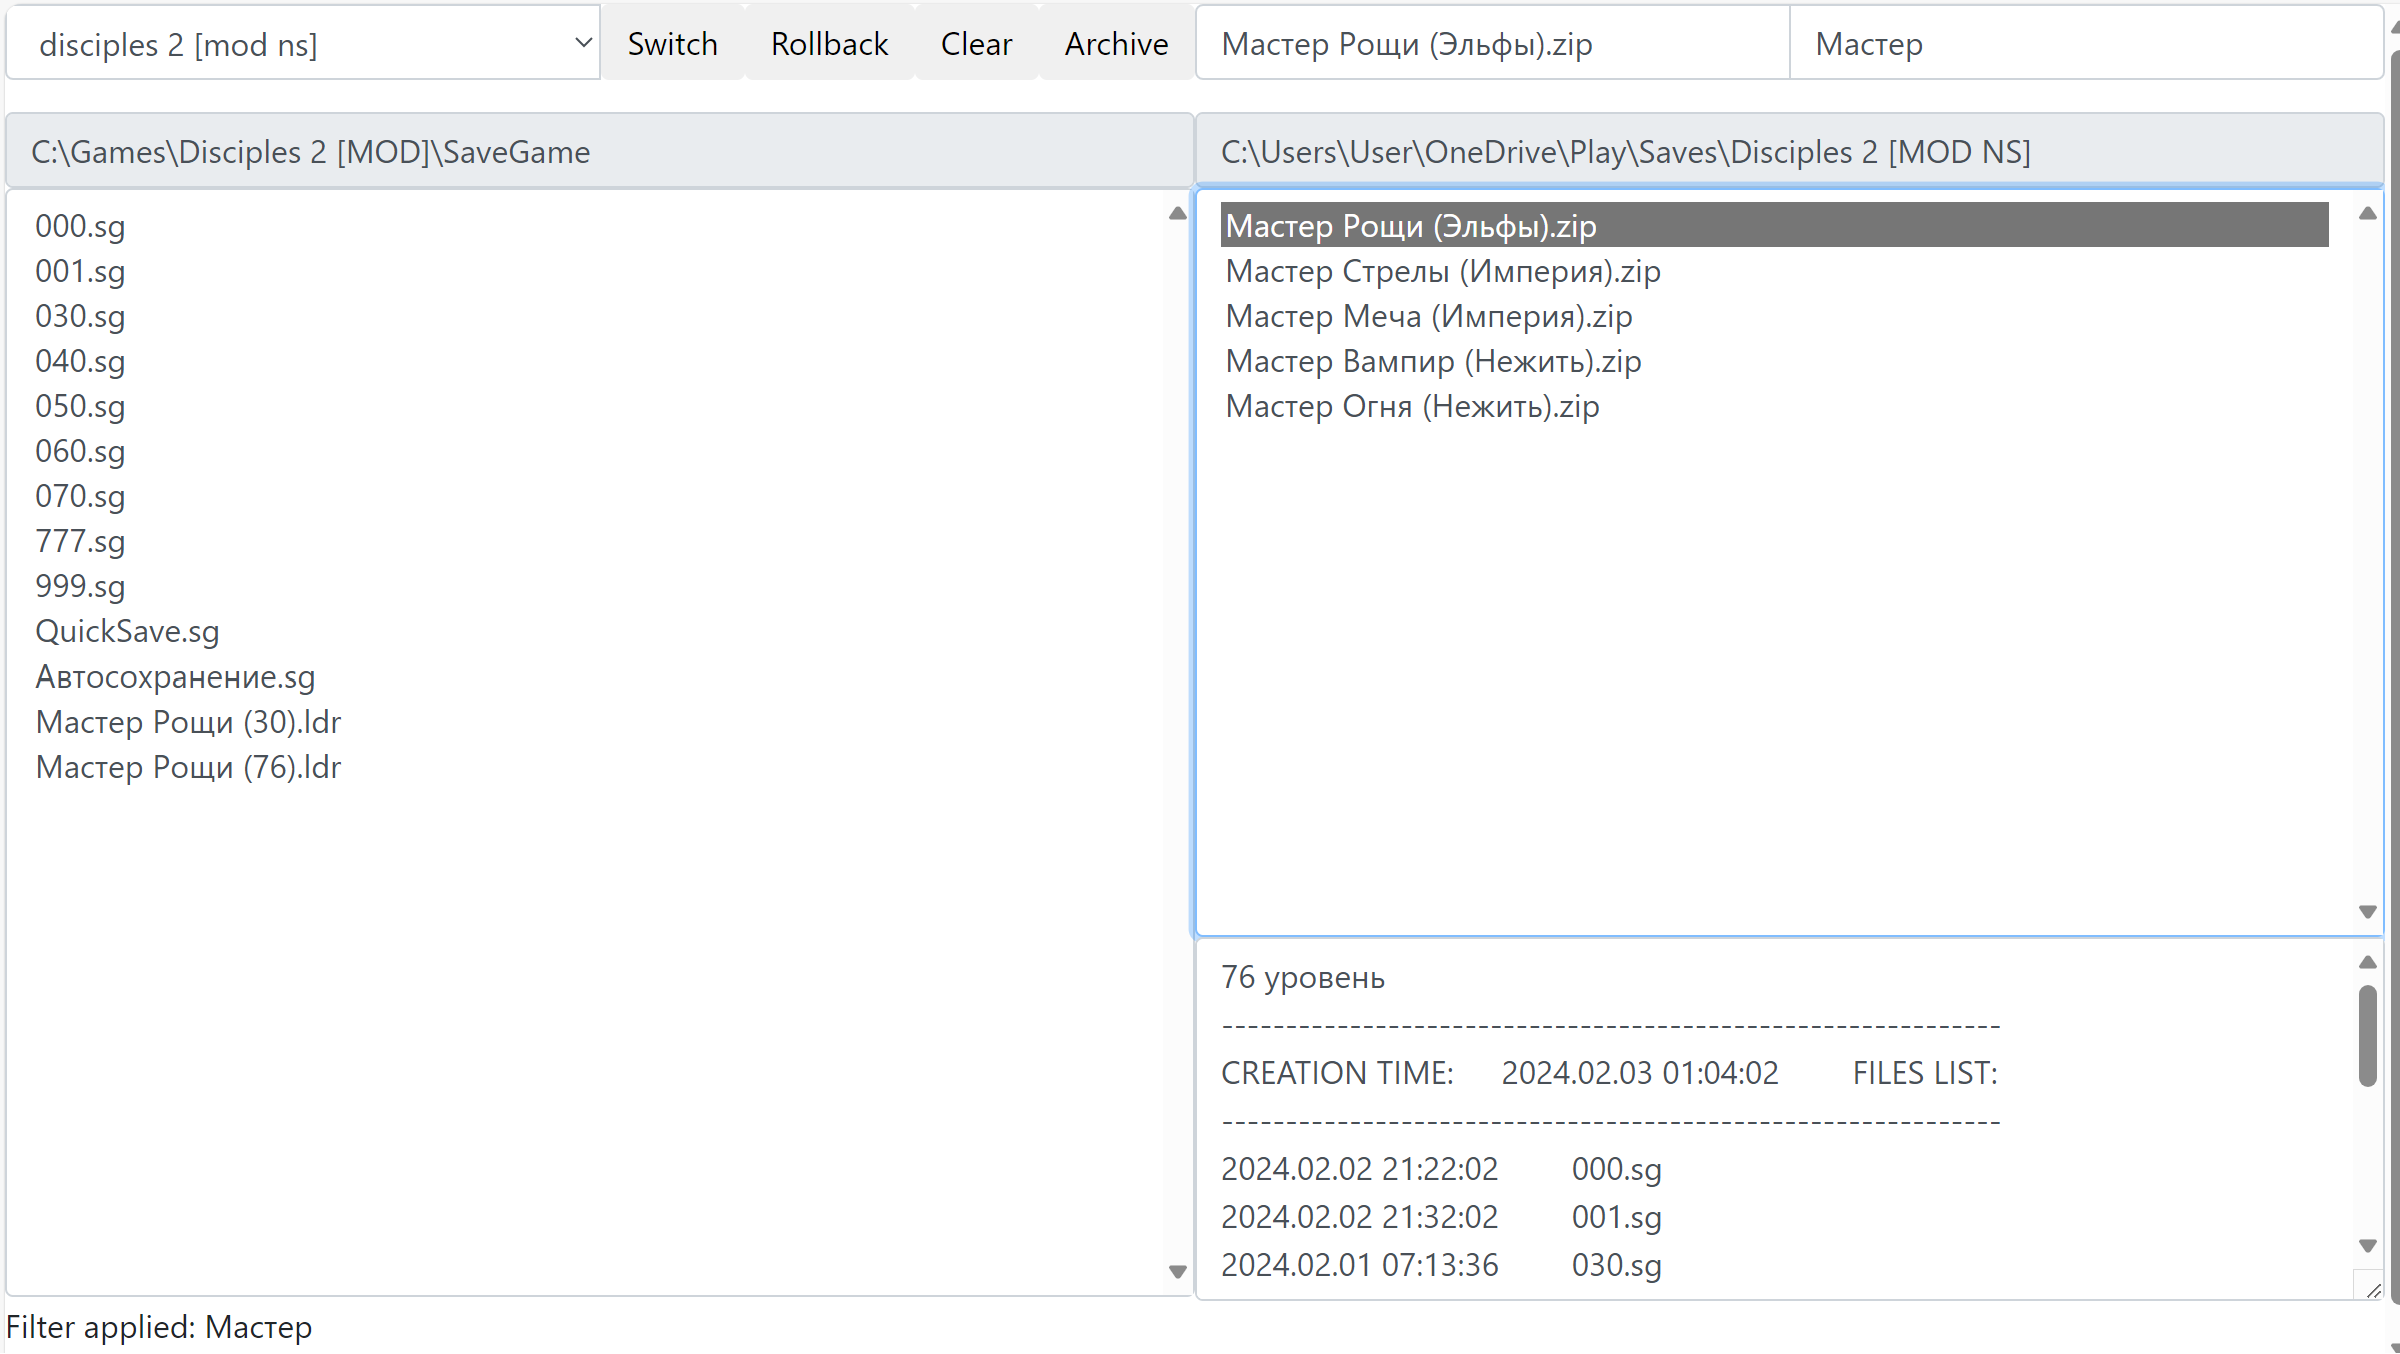 disciples 2 [mod ns] Switch Rollback Clear Archive Мастер Рощи (Эльфы).zip Мастер
C:\Games\Disciples 2 [MOD]\SaveGame
000.sg
001.sg
030.sg
040.sg
050.sg
060.sg
070.sg
777.sg
999.sg
QuickSave.sg
Автосохранение.sg
Мастер Рощи (30).ldr
Мастер Рощи (76).ldr
C:\Users\User\OneDrive\Play\Saves\Disciples 2 [MOD NS]
Мастер Рощи (Эльфы).zip
Мастер Стрелы (Империя).zip
Мастер Меча (Империя).zip
Мастер Вампир (Нежить).zip
Мастер Огня (Нежить).zip
76 уровень
-------------------------------------------------------------
CREATION TIME: 2024.02.03 01:04:02 FILES LIST:
-------------------------------------------------------------
2024.02.02 21:22:02 000.sg
2024.02.02 21:32:02 001.sg
2024.02.01 07:13:36 030.sg
Filter applied: Мастер